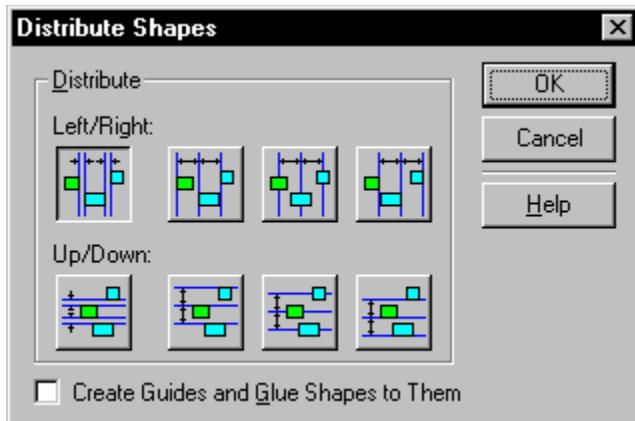 Distribute Shapes
Distribute
Left/Right:
Up/Down:
Create Guides and Glue Shapes to Them
OK
Cancel
Help